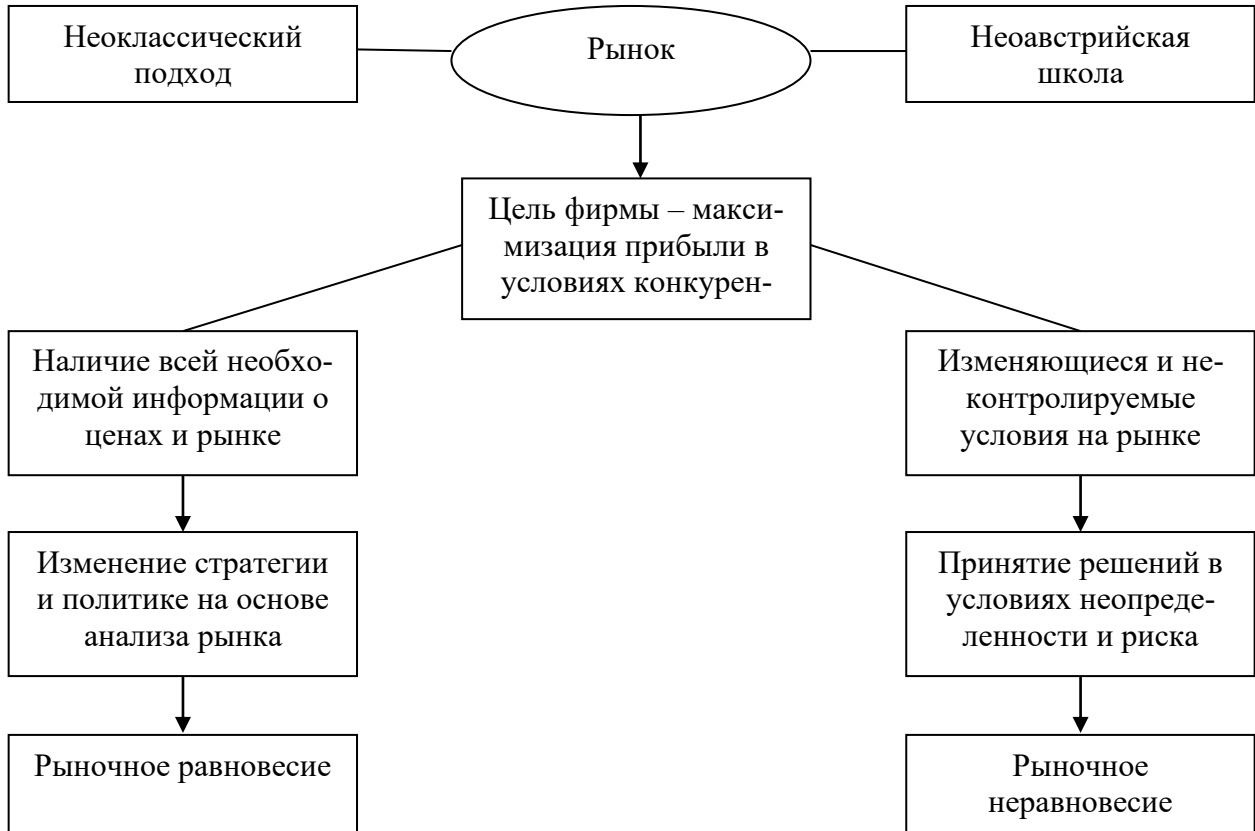 Неоклассический
подход
Рынок
Неоавстрийская
школа
Цель фирмы – макси-
мизация прибыли в
условиях конкурен-
Наличие всей необхо-
димой информации о
ценах и рынке
Изменяющиеся и не-
контролируемые
условия на рынке
Изменение стратегии
и политике на основе
анализа рынка
Принятие решений в
условиях неопреде-
ленности и риска
Рыночное равновесие
Рыночное
неравновесие